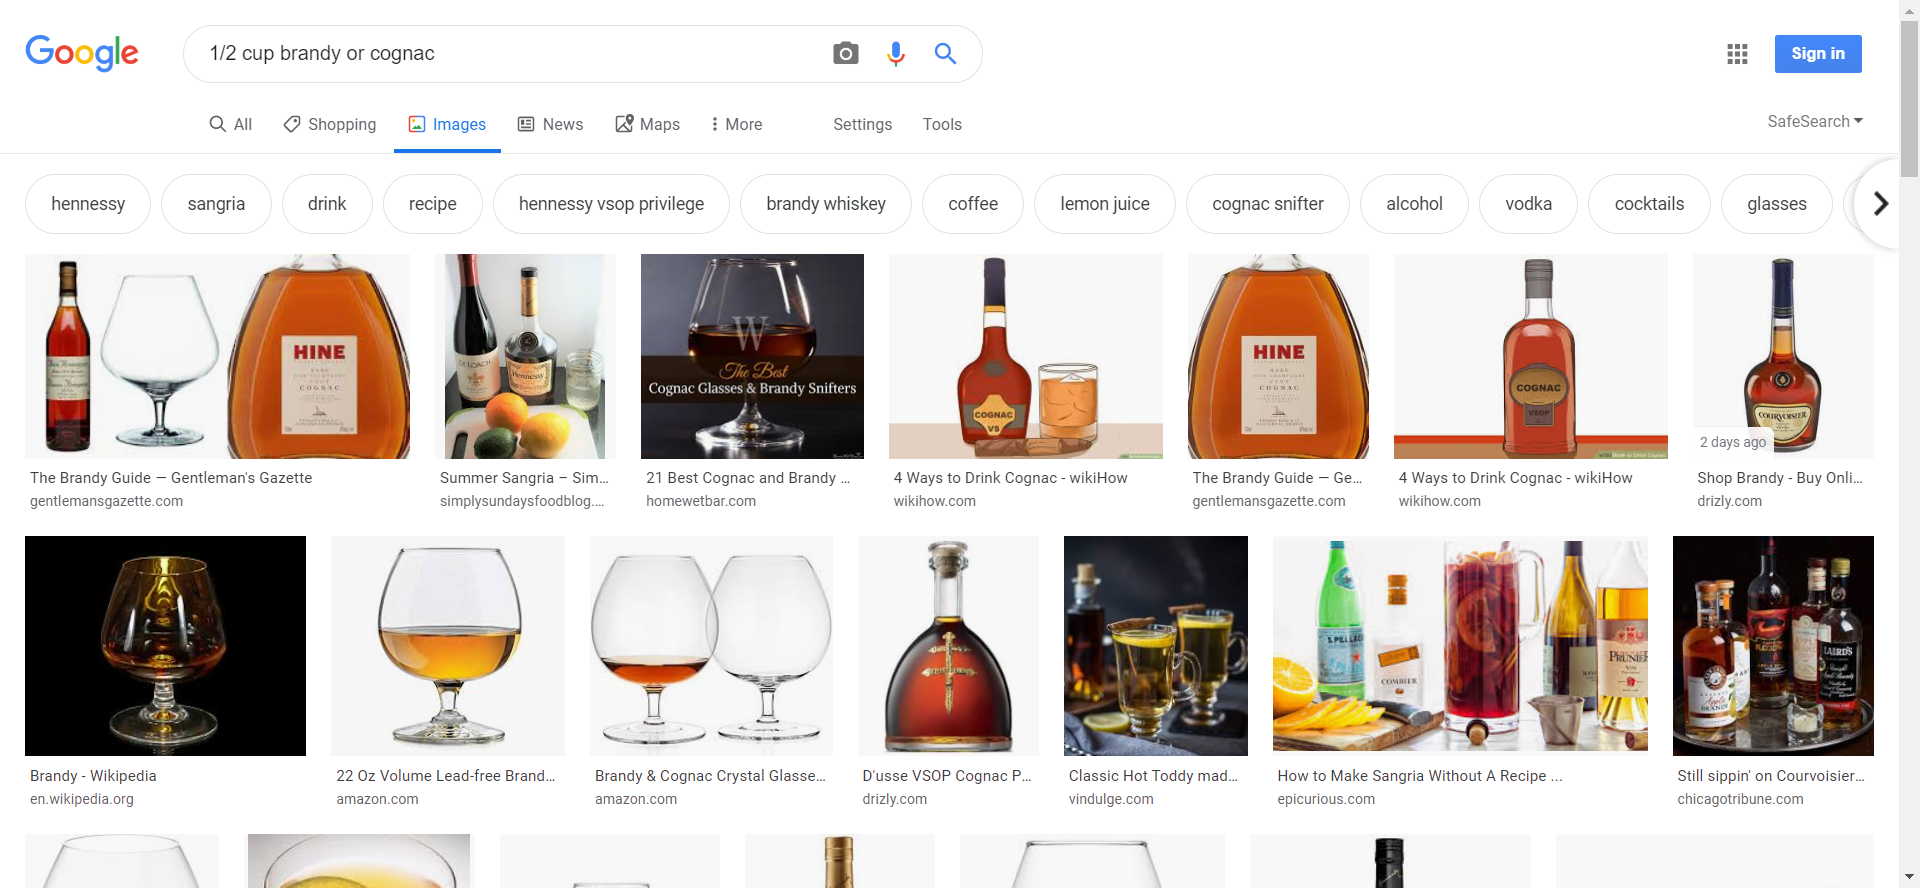 Google
1/2 cup brandy or cognac
Sign in
All
Shopping
Images
News
Maps
More
Settings
Tools
SafeSearch
hennessy
sangria
drink
recipe
hennessy vsop privilege
brandy whiskey
coffee
lemon juice
cognac snifter
alcohol
vodka
cocktails
glasses
HINE
COGNAC
DELOACH
Hennessy
W
The Best
Cognac Glasses & Brandy Snifters
COGNAC
VS
HINE
COGNAC
COGNAC
VSOP
COURVOISIER
2 days ago
The Brandy Guide — Gentleman's Gazette
gentlemansgazette.com
Summer Sangria – Sim...
simplysundaysfoodblog....
21 Best Cognac and Brandy ...
homewetbar.com
4 Ways to Drink Cognac - wikiHow
wikihow.com
The Brandy Guide — Ge...
gentlemansgazette.com
4 Ways to Drink Cognac - wikiHow
wikihow.com
Shop Brandy - Buy Onli...
drizly.com
S.PELLE
COMBIER
PRUNIER
LAIRD'S
BRANDY
Brandy - Wikipedia
en.wikipedia.org
22 Oz Volume Lead-free Brand...
amazon.com
Brandy & Cognac Crystal Glasse...
amazon.com
D'usse VSOP Cognac P...
drizly.com
Classic Hot Toddy mad...
vindulge.com
How to Make Sangria Without A Recipe ...
epicurious.com
Still sippin' on Courvoisier...
chicagotribune.com